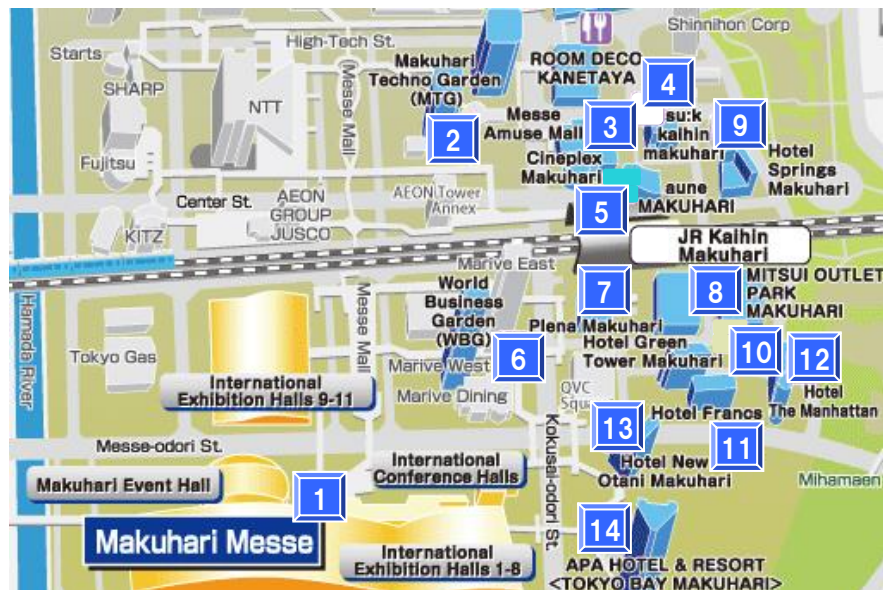 Shinnihon Corp
High-Tech St.
Starts
Makuhari
Techno Garden
(MTG)
ROOM DECO
KANETAYA
SHARP
NTT
Messe Mall
4
su:k
kaihin
makuhari
Messe
Amuse Mall
3
9
2
Cineplex
Makuhari
Hotel
Springs
Makuhari
Fujitsu
Center St.
AEON
GROUP
JUSCO
AEON Tower
Annex
aune
MAKUHARI
5
KITZ
JR Kaihin
Makuhari
Marive East
World
Business
Garden
(WBG)
7
8
MITSUI OUTLET
PARK
MAKUHARI
Hamada River
Messe Mall
Plena Makuhari
Hotel Green
Tower Makuhari
Tokyo Gas
6
10
12
Marive West
International
Exhibition Halls 9-11
Marive Dining
QVC
Squ
Hotel
The Manhattan
Hotel Francs
13
11
Messe-odori St.
Kokusai-odori St.
Hotel New
Otani Makuhari
International
Conference Halls
Makuhari Event Hall
1
Mihamaen
14
Makuhari Messe
International
Exhibition Halls 1-8
APA HOTEL & RESORT
<TOKYO BAY MAKUHARI>